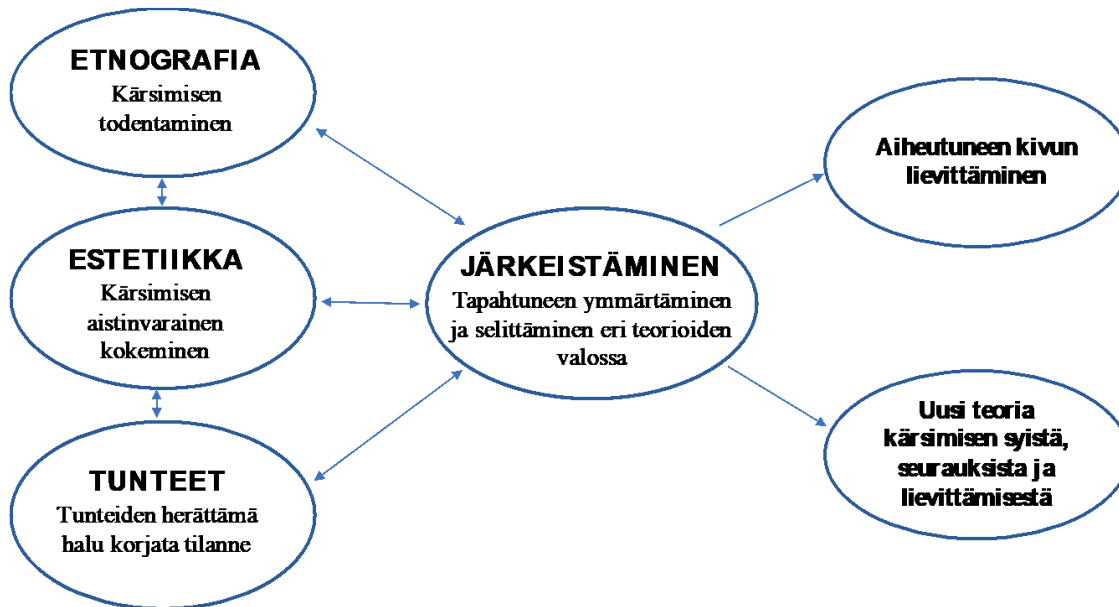 ETNOGRAFIA
Kärsimisen
todentaminen
ESTETIIKKA
Kärsimisen
aistinvarainen
kokeminen
TUNTEET
Tunteiden herättämä
halu korjata tilanne
JÄRKEISTÄMINEN
Tapahtuneen ymmärtäminen
ja selittäminen eri teorioiden
valossa
Aiheutuneen kivun
lievittäminen
Uusi teoria
kärsimisen syistä,
seurauksista ja
lievittämisestä